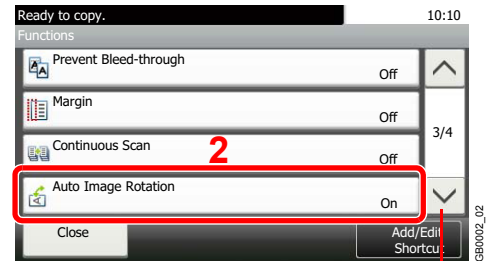 Ready to copy. 10:10
Functions
Prevent Bleed-through
Off
Margin
Off
3/4
Continuous Scan
2
Off
Auto Image Rotation
On
Close
Add/Edit
Shortcut
GB0002_02